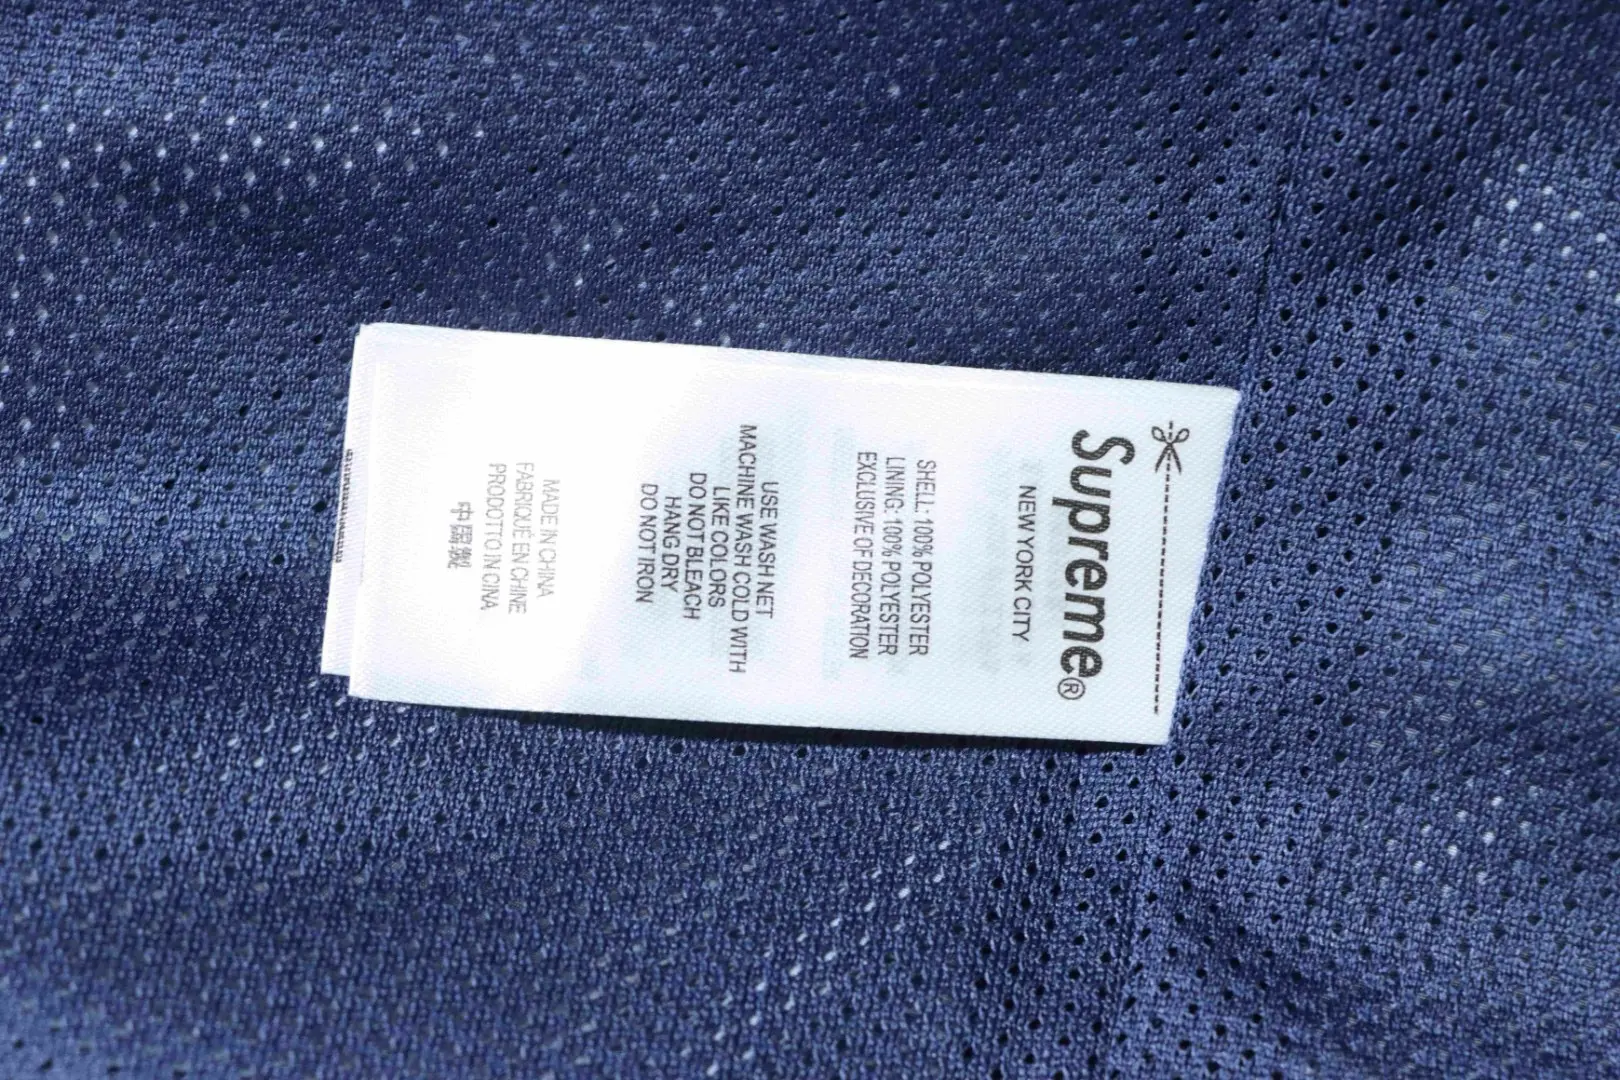 Supreme®
NEW YORK CITY
SHELL: 100% POLYESTER
LINING: 100% POLYESTER
EXCLUSIVE OF DECORATION
USE WASH NET
MACHINE WASH COLD WITH
LIKE COLORS
DO NOT BLEACH
HANG DRY
DO NOT IRON
MADE IN CHINA
FABRIQUÉ EN CHINE
PRODOTTO IN CINA
中國製